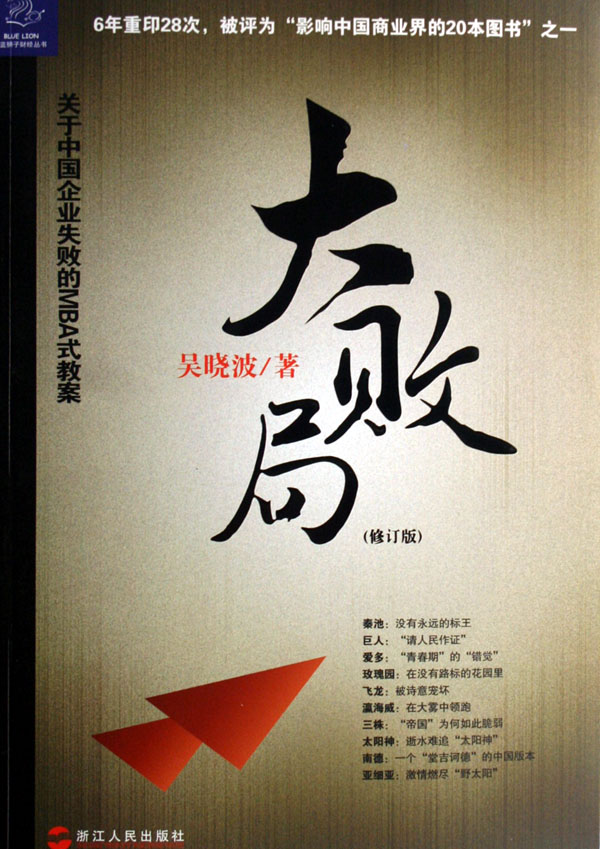 BLUE LION
蓝狮子财经丛书
6年重印28次，被评为“影响中国商业界的20本图书”之一
关于中国企业失败的MBA式教案
大败局
吴晓波/著
(修订版)
秦池：没有永远的标王
巨人：“请人民作证”
爱多：“青春期”的“错觉”
玫瑰园：在没有路标的花园里
飞龙：被诗意宠坏
瀛海威：在大雾中领跑
三株：“帝国”为何如此脆弱
太阳神：逝水难追“太阳神”
南德：一个“堂吉诃德”的中国版本
亚细亚：激情燃尽“野太阳”
浙江人民出版社